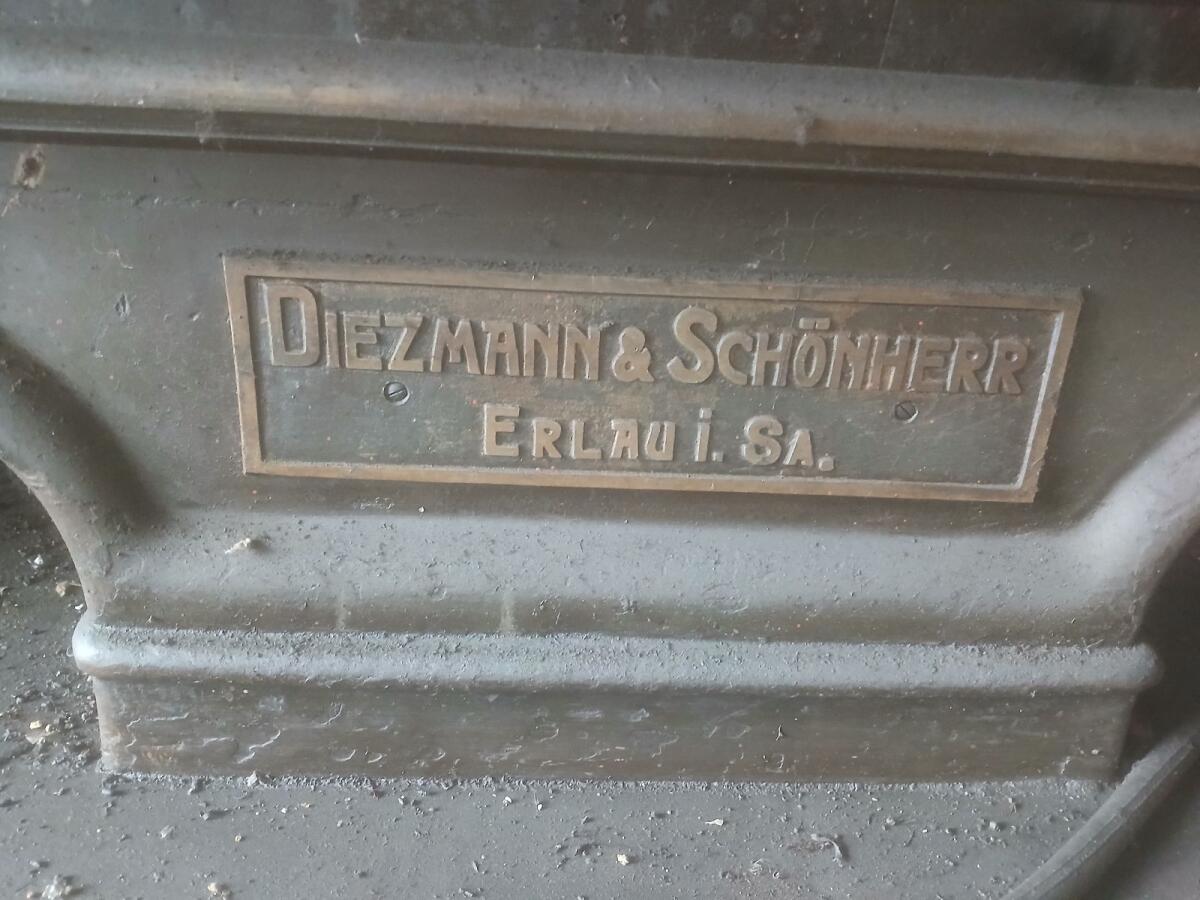 DIEZMANN & SCHÖNHERR
ERLAU i. SA.